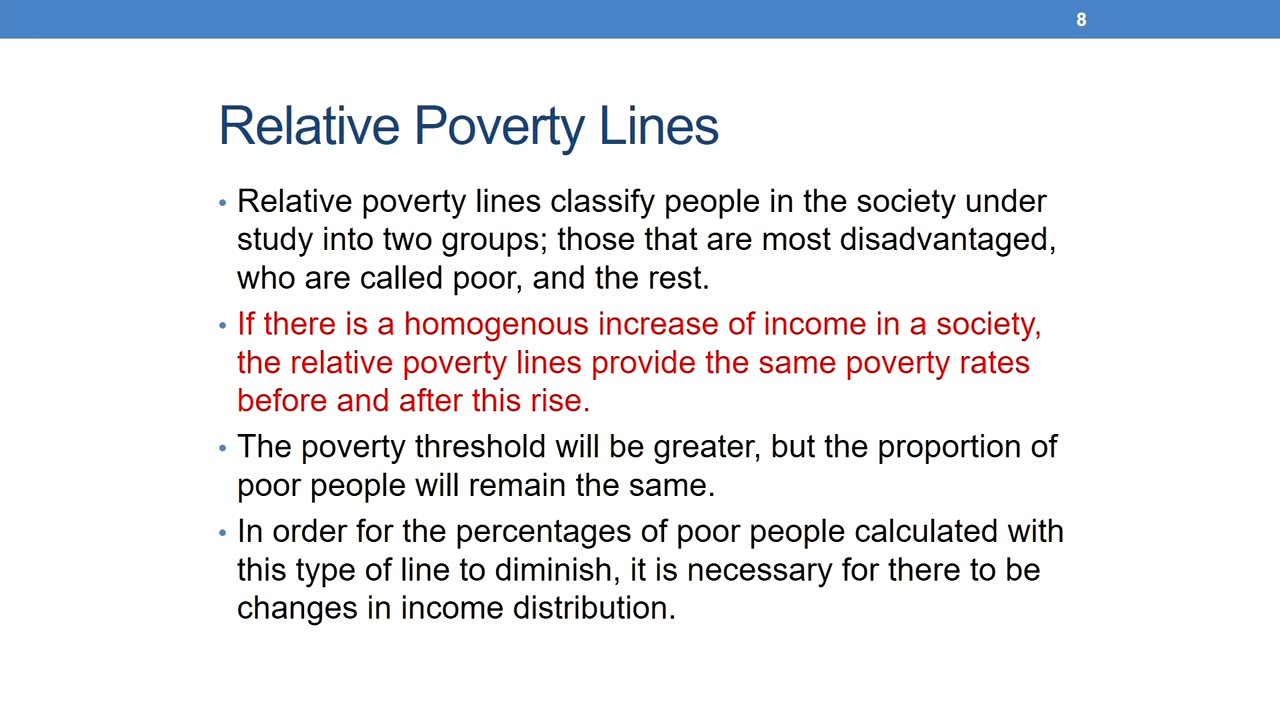 8
Relative Poverty Lines
• Relative poverty lines classify people in the society under
study into two groups; those that are most disadvantaged,
who are called poor, and the rest.
• If there is a homogenous increase of income in a society,
the relative poverty lines provide the same poverty rates
before and after this rise.
• The poverty threshold will be greater, but the proportion of
poor people will remain the same.
• In order for the percentages of poor people calculated with
this type of line to diminish, it is necessary for there to be
changes in income distribution.